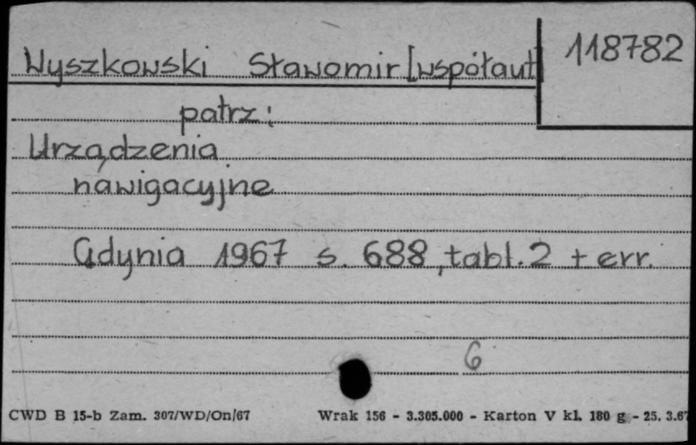 Wyszkowski Sławomir [współaut]
118782
patrz:
Urządzenia
nawigacyjne
Gdynia 1967 s. 688, tabl. 2 + err.
6
CWD B 15-b Zam. 307/WD/On/67 Wrak 156 - 3.305.000 - Karton V kl. 180 g - 25. 3.67